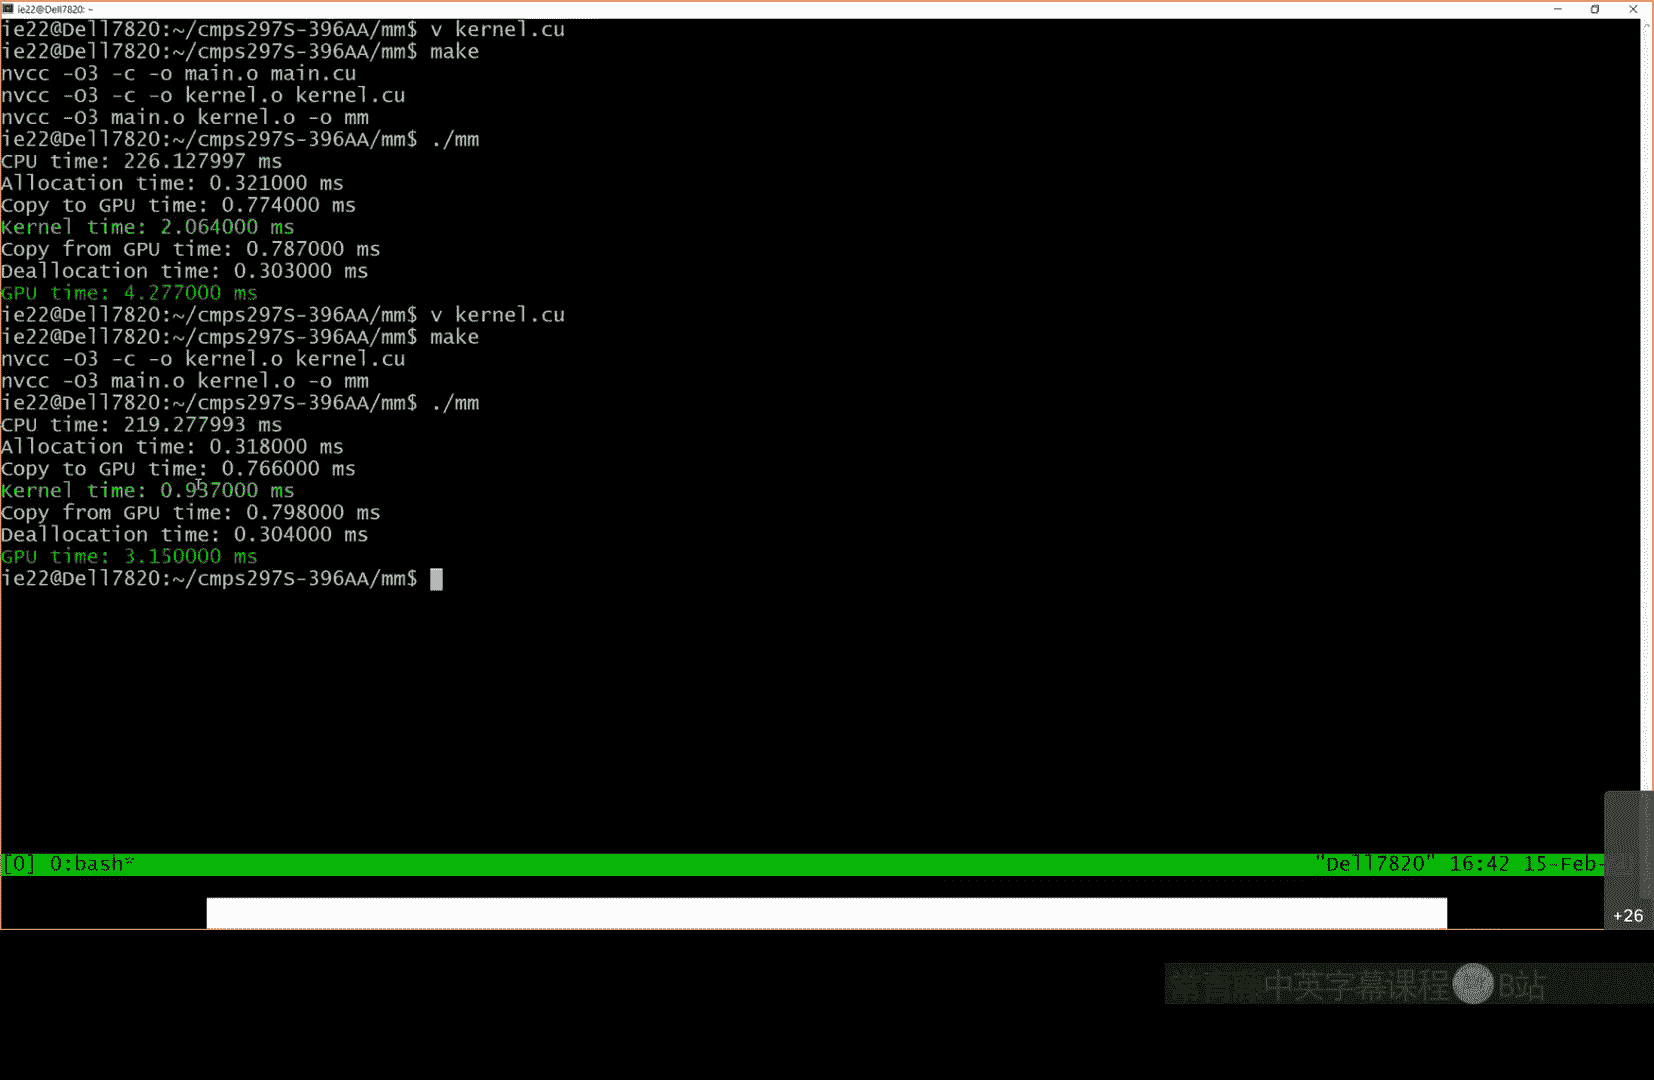 ie22@Dell7820: ~
ie22@Dell7820:~/cmps297S-396AA/mm$ v kernel.cu
ie22@Dell7820:~/cmps297S-396AA/mm$ make
nvcc -O3 -c -o main.o main.cu
nvcc -O3 -c -o kernel.o kernel.cu
nvcc -O3 main.o kernel.o -o mm
ie22@Dell7820:~/cmps297S-396AA/mm$ ./mm
CPU time: 226.127997 ms
Allocation time: 0.321000 ms
Copy to GPU time: 0.774000 ms
Kernel time: 2.064000 ms
Copy from GPU time: 0.787000 ms
Deallocation time: 0.303000 ms
GPU time: 4.277000 ms
ie22@Dell7820:~/cmps297S-396AA/mm$ v kernel.cu
ie22@Dell7820:~/cmps297S-396AA/mm$ make
nvcc -O3 -c -o kernel.o kernel.cu
nvcc -O3 main.o kernel.o -o mm
ie22@Dell7820:~/cmps297S-396AA/mm$ ./mm
CPU time: 219.277993 ms
Allocation time: 0.318000 ms
Copy to GPU time: 0.766000 ms
Kernel time: 0.937000 ms
Copy from GPU time: 0.798000 ms
Deallocation time: 0.304000 ms
GPU time: 3.150000 ms
ie22@Dell7820:~/cmps297S-396AA/mm$
[0] 0:bash* "Dell7820" 16:42 15-Feb-
+26
中英字幕课程 B站